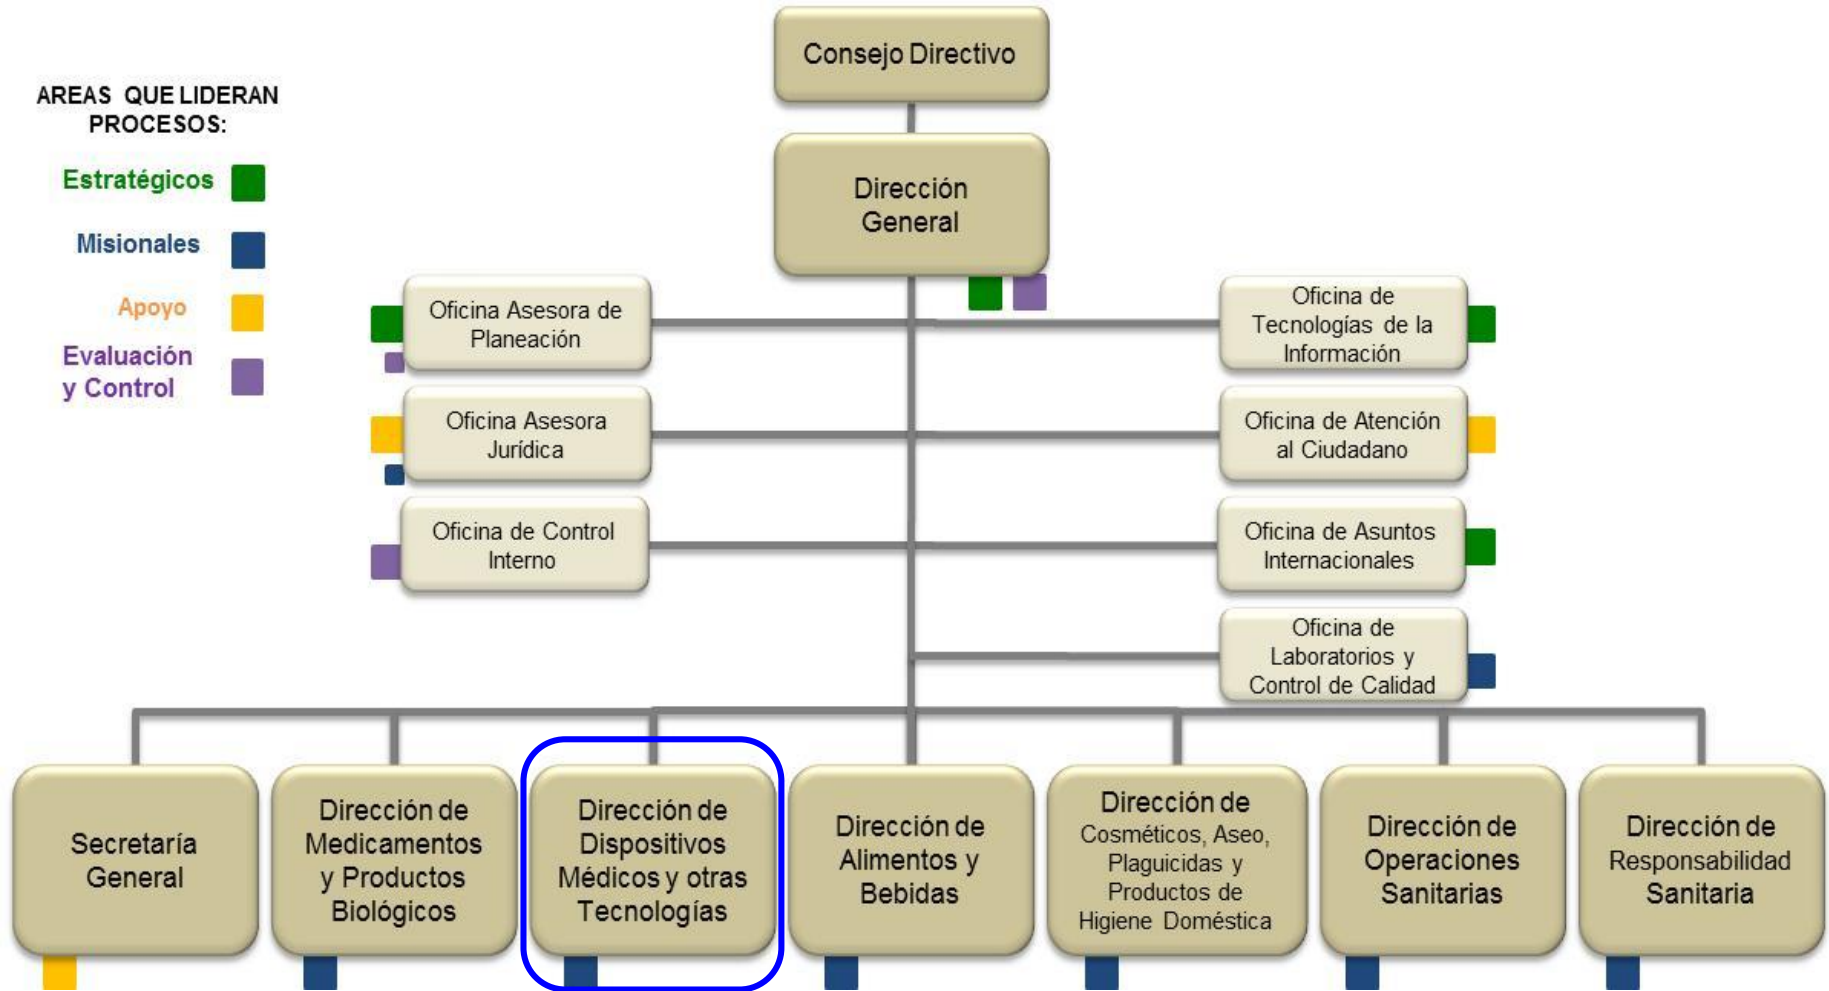 Consejo Directivo
AREAS QUE LIDERAN
PROCESOS:
Estratégicos
Misionales
Apoyo
Evaluación
y Control
Dirección
General
Oficina Asesora de
Planeación
Oficina de
Tecnologías de la
Información
Oficina Asesora
Jurídica
Oficina de Atención
al Ciudadano
Oficina de Control
Interno
Oficina de Asuntos
Internacionales
Oficina de
Laboratorios y
Control de Calidad
Secretaría
General
Dirección de
Medicamentos
y Productos
Biológicos
Dirección de
Dispositivos
Médicos y otras
Tecnologías
Dirección de
Alimentos y
Bebidas
Dirección de
Cosméticos, Aseo,
Plaguicidas y
Productos de
Higiene Doméstica
Dirección de
Operaciones
Sanitarias
Dirección de
Responsabilidad
Sanitaria